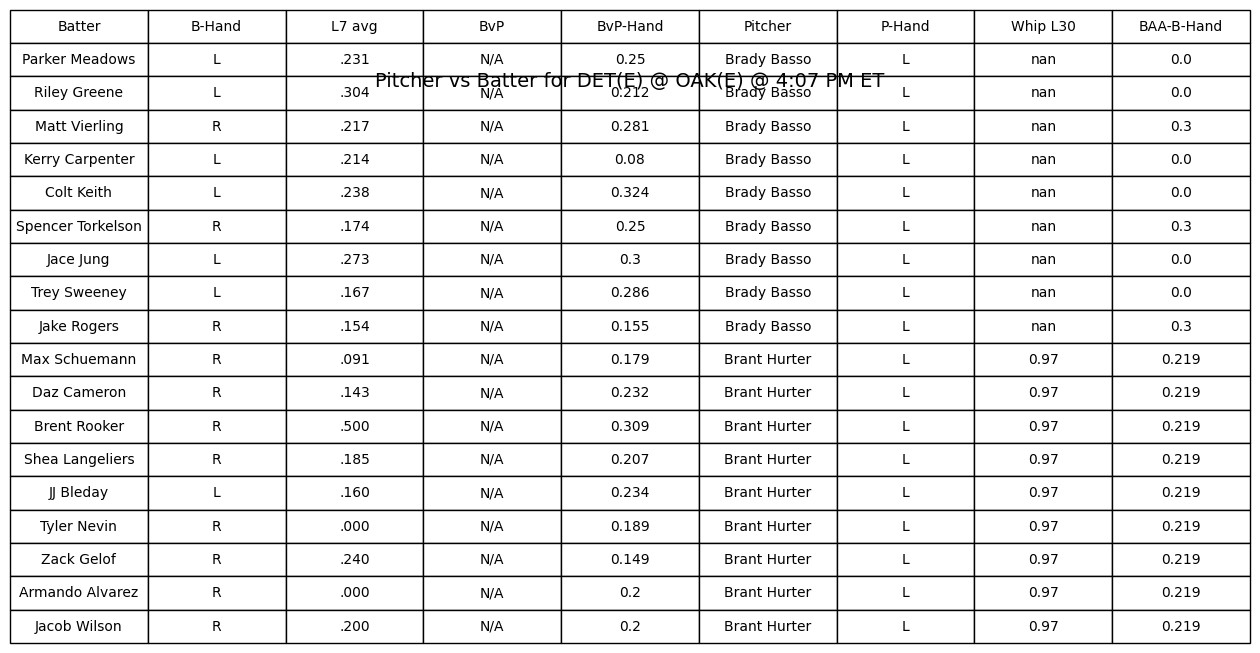 Batter B-Hand L7 avg BvP BvP-Hand Pitcher P-Hand Whip L30 BAA-B-Hand
Parker Meadows L .231 N/A 0.25 Brady Basso L nan 0.0
Pitcher vs Batter for DET(E) @ OAK(E) @ 4:07 PM ET
Riley Greene L .304 N/A 0.212 Brady Basso L nan 0.0
Matt Vierling R .217 N/A 0.281 Brady Basso L nan 0.3
Kerry Carpenter L .214 N/A 0.08 Brady Basso L nan 0.0
Colt Keith L .238 N/A 0.324 Brady Basso L nan 0.0
Spencer Torkelson R .174 N/A 0.25 Brady Basso L nan 0.3
Jace Jung L .273 N/A 0.3 Brady Basso L nan 0.0
Trey Sweeney L .167 N/A 0.286 Brady Basso L nan 0.0
Jake Rogers R .154 N/A 0.155 Brady Basso L nan 0.3
Max Schuemann R .091 N/A 0.179 Brant Hurter L 0.97 0.219
Daz Cameron R .143 N/A 0.232 Brant Hurter L 0.97 0.219
Brent Rooker R .500 N/A 0.309 Brant Hurter L 0.97 0.219
Shea Langeliers R .185 N/A 0.207 Brant Hurter L 0.97 0.219
JJ Bleday L .160 N/A 0.234 Brant Hurter L 0.97 0.219
Tyler Nevin R .000 N/A 0.189 Brant Hurter L 0.97 0.219
Zack Gelof R .240 N/A 0.149 Brant Hurter L 0.97 0.219
Armando Alvarez R .000 N/A 0.2 Brant Hurter L 0.97 0.219
Jacob Wilson R .200 N/A 0.2 Brant Hurter L 0.97 0.219